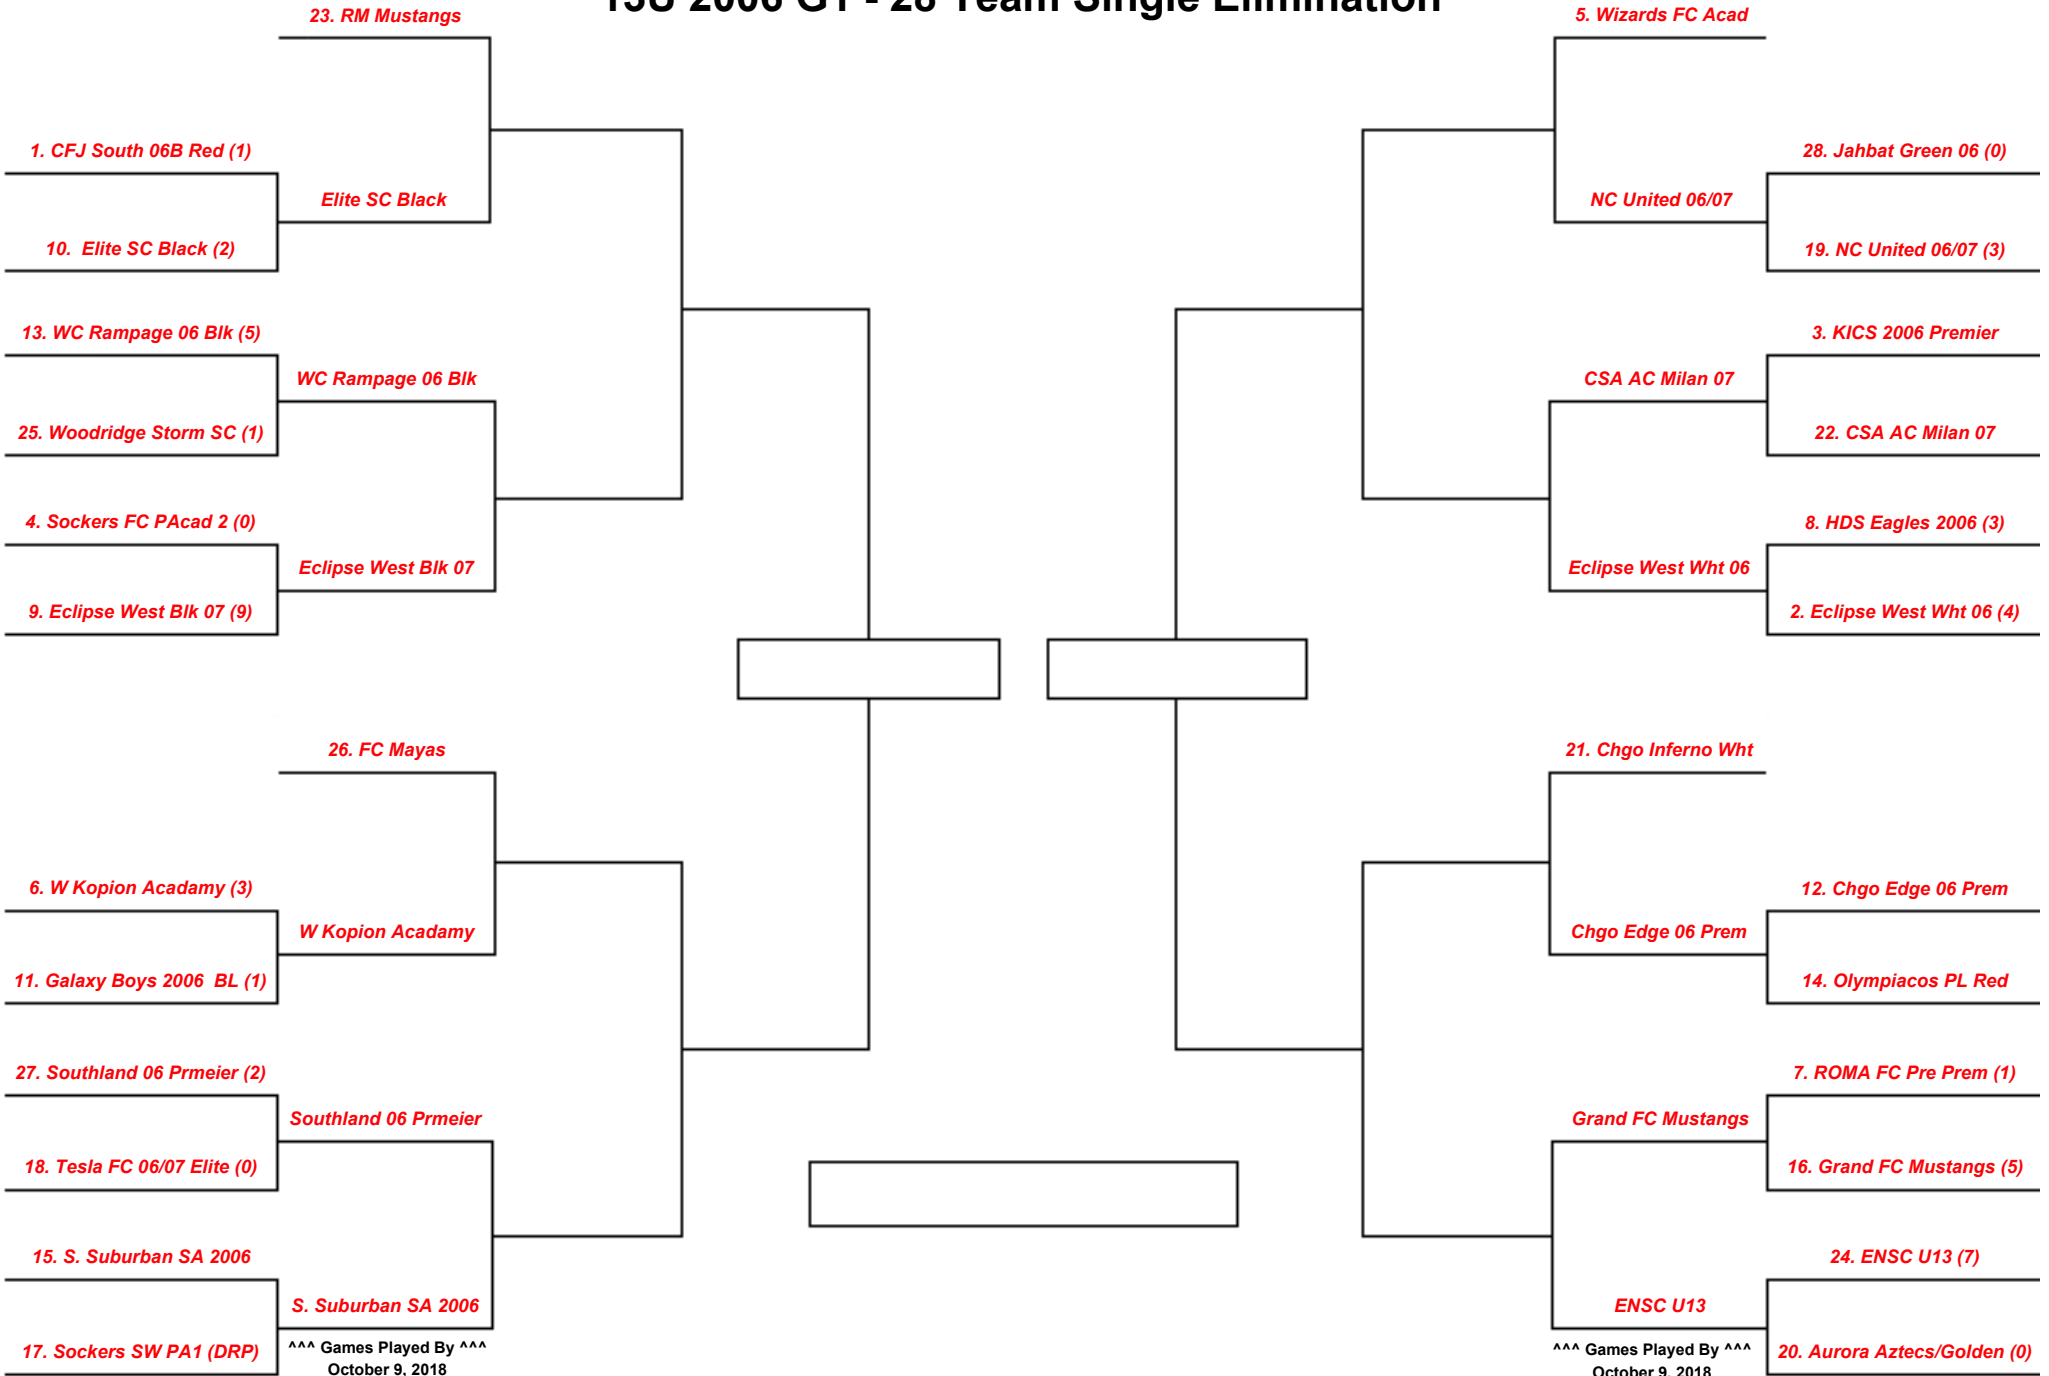 13U 2006 G1 - 28 Team Single Elimination
23. RM Mustangs
1. CFJ South 06B Red (1)
Elite SC Black
10. Elite SC Black (2)
13. WC Rampage 06 Blk (5)
WC Rampage 06 Blk
25. Woodridge Storm SC (1)
4. Sockers FC PAcad 2 (0)
Eclipse West Blk 07
9. Eclipse West Blk 07 (9)
26. FC Mayas
6. W Kopion Acadamy (3)
W Kopion Acadamy
11. Galaxy Boys 2006 BL (1)
27. Southland 06 Prmeier (2)
Southland 06 Prmeier
18. Tesla FC 06/07 Elite (0)
15. S. Suburban SA 2006
S. Suburban SA 2006
17. Sockers SW PA1 (DRP)
^^^ Games Played By ^^^
October 9, 2018
5. Wizards FC Acad
28. Jahbat Green 06 (0)
NC United 06/07
19. NC United 06/07 (3)
3. KICS 2006 Premier
CSA AC Milan 07
22. CSA AC Milan 07
8. HDS Eagles 2006 (3)
Eclipse West Wht 06
2. Eclipse West Wht 06 (4)
21. Chgo Inferno Wht
12. Chgo Edge 06 Prem
Chgo Edge 06 Prem
14. Olympiacos PL Red
7. ROMA FC Pre Prem (1)
Grand FC Mustangs
16. Grand FC Mustangs (5)
24. ENSC U13 (7)
ENSC U13
20. Aurora Aztecs/Golden (0)
^^^ Games Played By ^^^
October 9, 2018